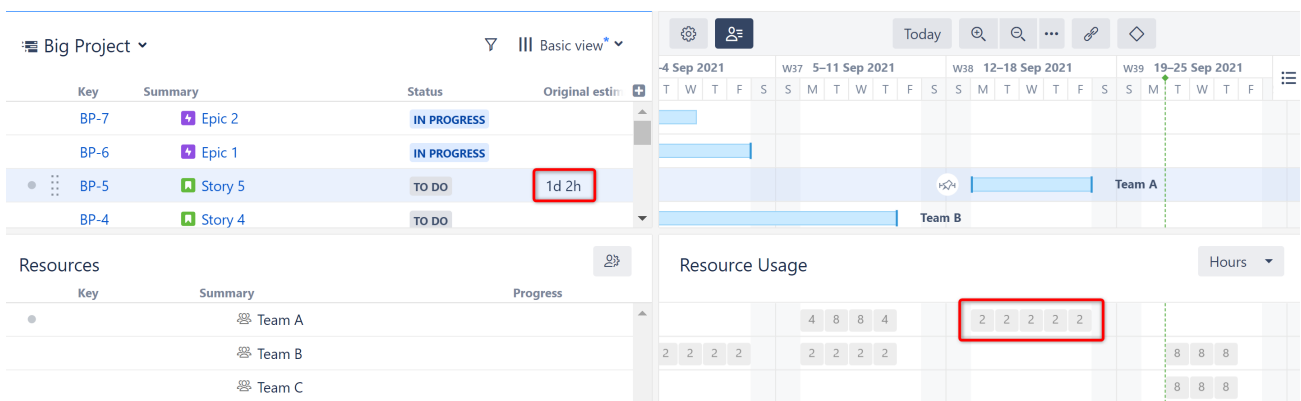 Big Project
Basic view*
Today
-4 Sep 2021 W37 5–11 Sep 2021 W38 12–18 Sep 2021 W39 19–25 Sep 2021
Key Summary Status Original estim
T W T F S S M T W T F S S M T W T F S S M T W T F
BP-7 Epic 2 IN PROGRESS
BP-6 Epic 1 IN PROGRESS
BP-5 Story 5 TO DO 1d 2h Team A
BP-4 Story 4 TO DO Team B
Resources
Resource Usage
Hours
Key Summary Progress
Team A 4 8 8 4 2 2 2 2 2
Team B 2 2 2 2 2 2 2 2 8 8 8
Team C 8 8 8